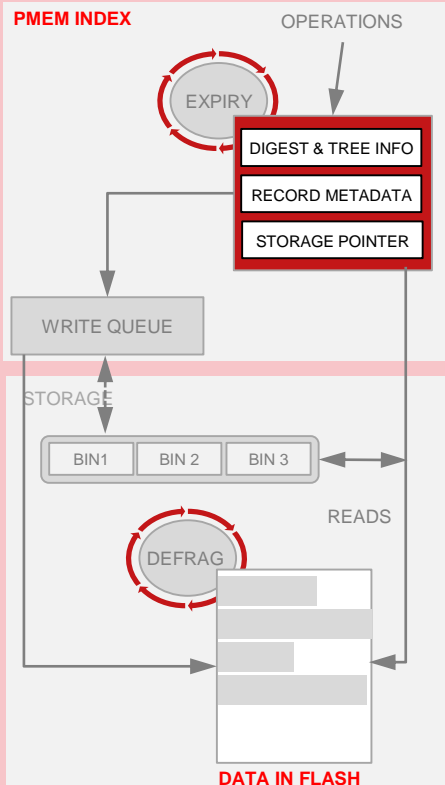 PMEM INDEX
OPERATIONS
EXPIRY
DIGEST & TREE INFO
RECORD METADATA
STORAGE POINTER
WRITE QUEUE
STORAGE
BIN1
BIN 2
BIN 3
READS
DEFRAG
DATA IN FLASH